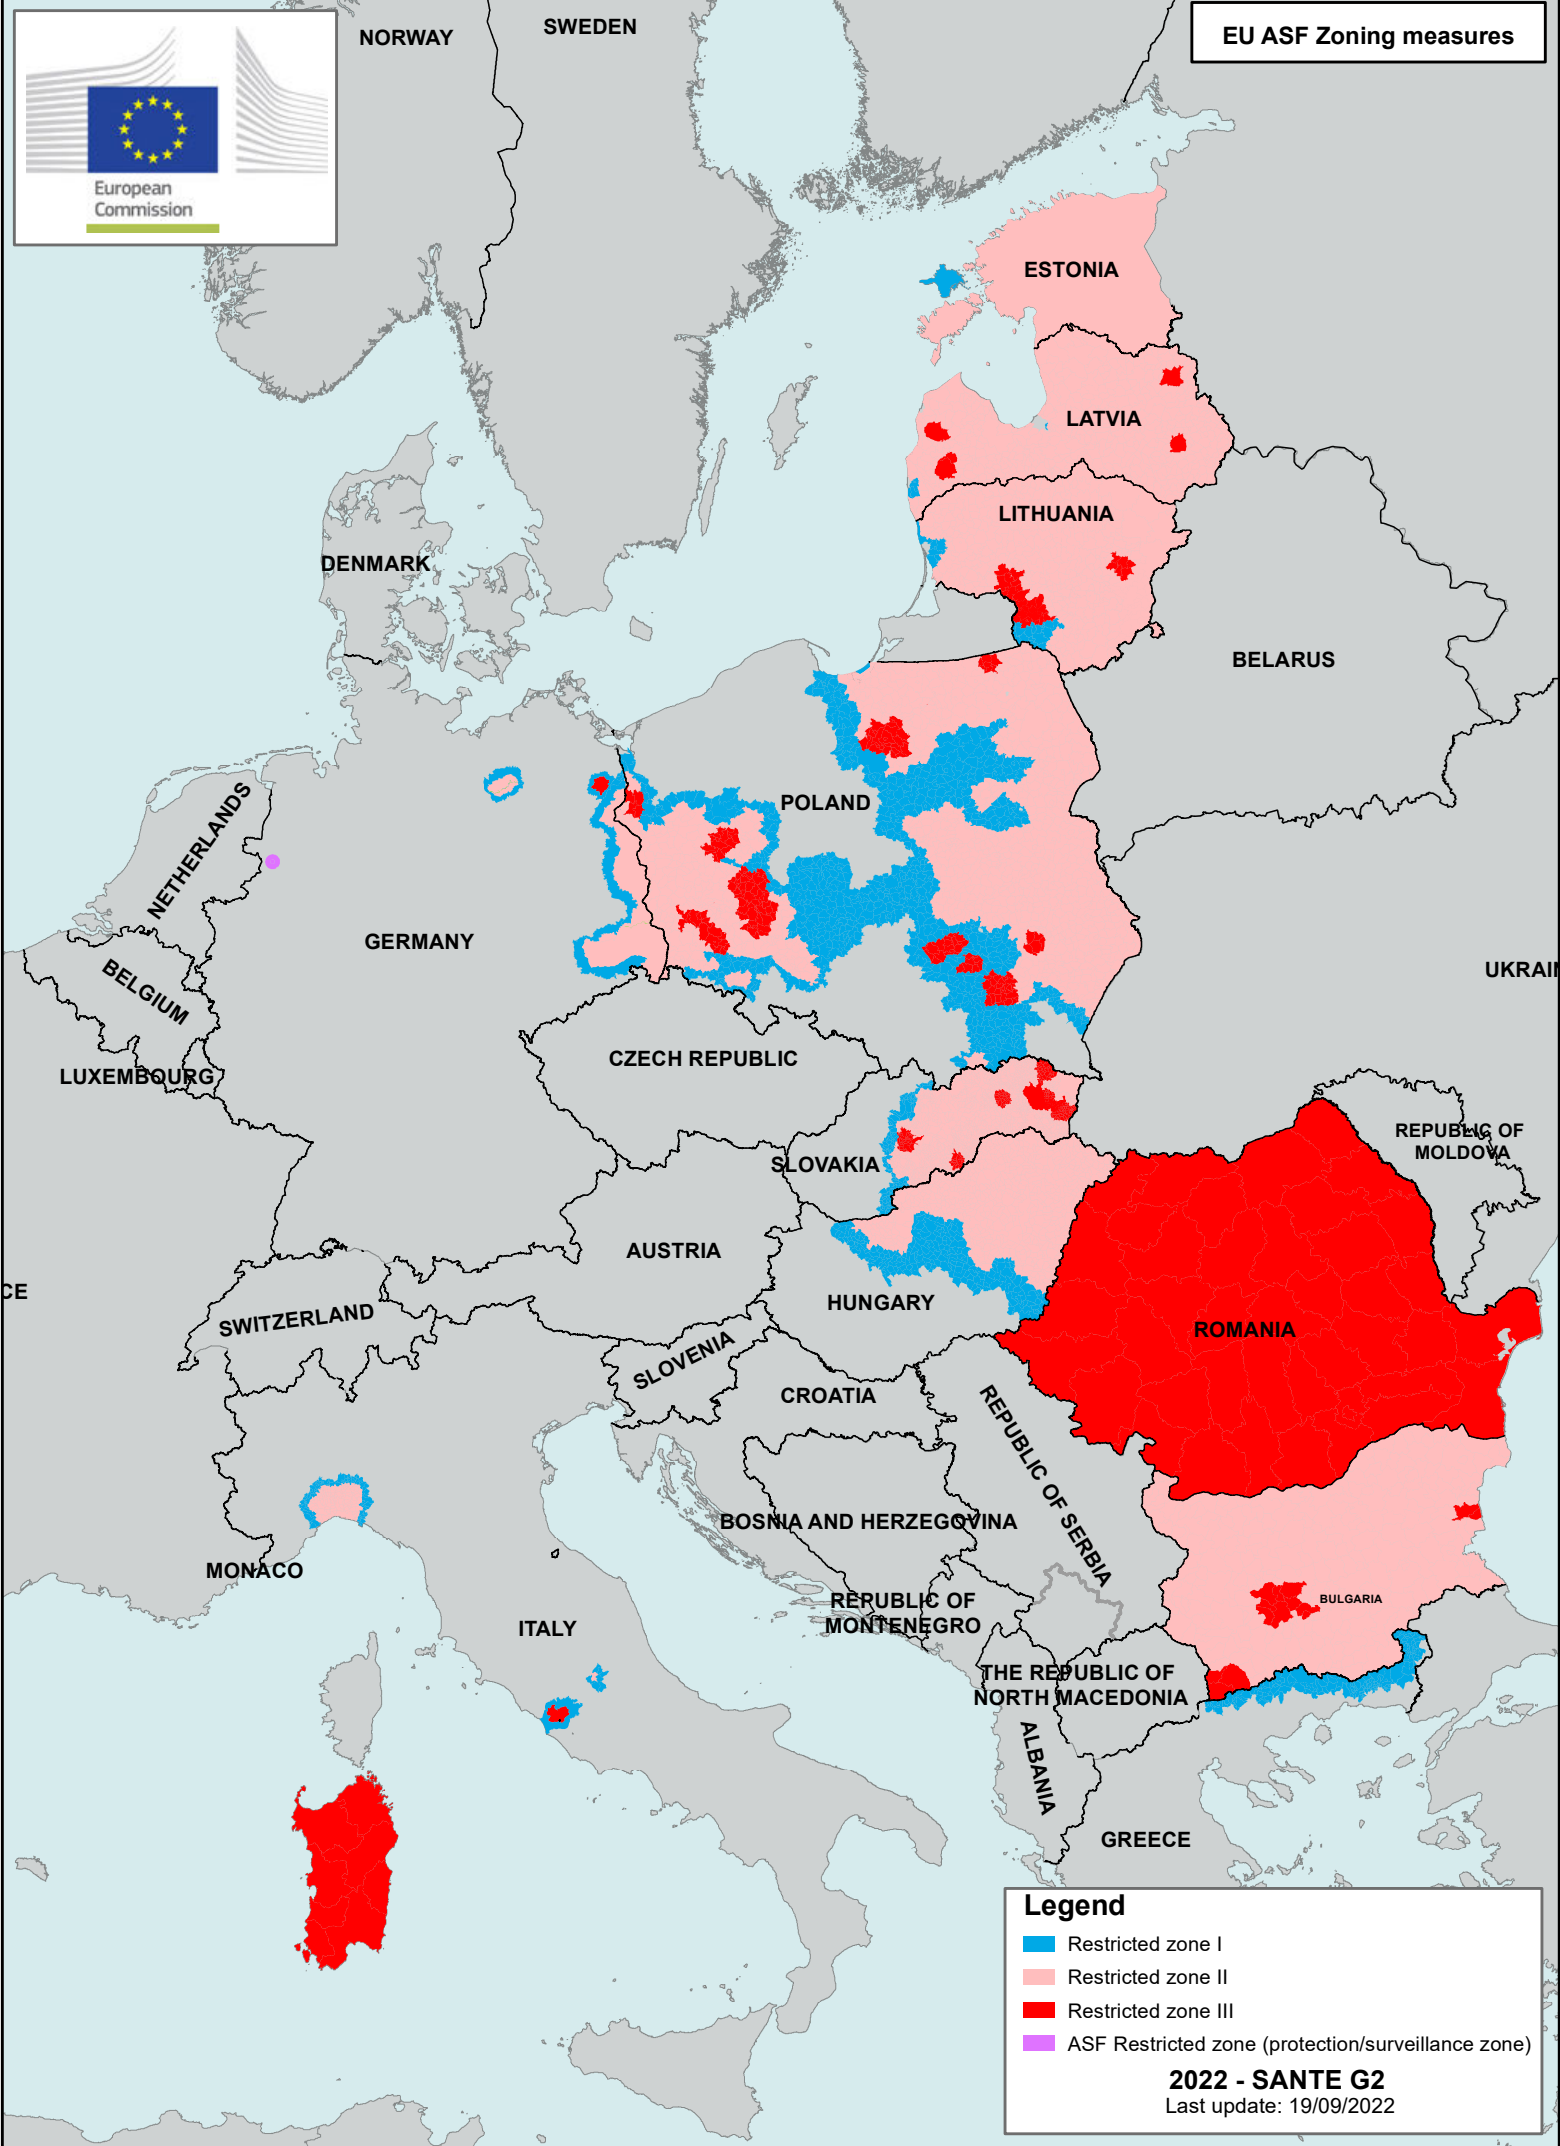 NORWAY
SWEDEN
EU ASF Zoning measures
European
Commission
ESTONIA
LATVIA
LITHUANIA
DENMARK
BELARUS
NETHERLANDS
POLAND
GERMANY
BELGIUM
UKRAI
LUXEMBOURG
CZECH REPUBLIC
REPUBLIC OF
MOLDOVA
SLOVAKIA
AUSTRIA
CE
HUNGARY
SWITZERLAND
ROMANIA
SLOVENIA
CROATIA
REPUBLIC OF SERBIA
BOSNIA AND HERZEGOVINA
MONACO
REPUBLIC OF
MONTENEGRO
BULGARIA
ITALY
THE REPUBLIC OF
NORTH MACEDONIA
ALBANIA
GREECE
Legend
Restricted zone I
Restricted zone II
Restricted zone III
ASF Restricted zone (protection/surveillance zone)
2022 - SANTE G2
Last update: 19/09/2022